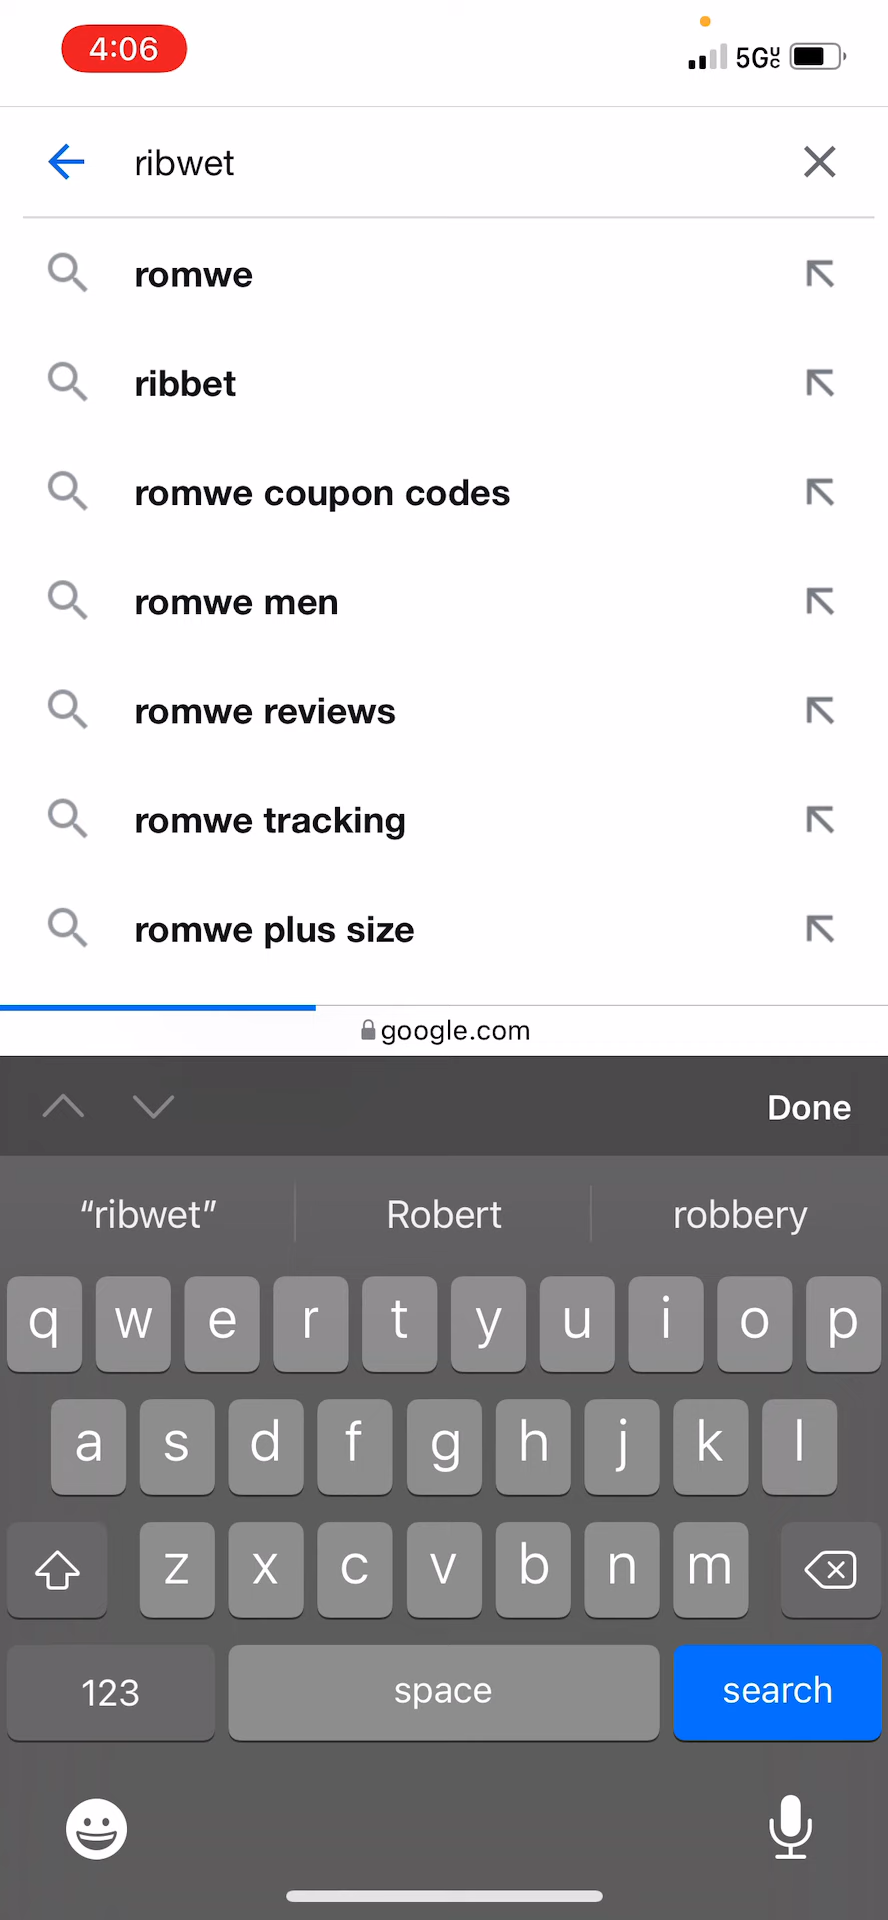 4:06
5GUC
ribwet
romwe
ribbet
romwe coupon codes
romwe men
romwe reviews
romwe tracking
romwe plus size
google.com
Done
“ribwet”
Robert
robbery
q w e r t y u i o p
a s d f g h j k l
z x c v b n m
123
space
search